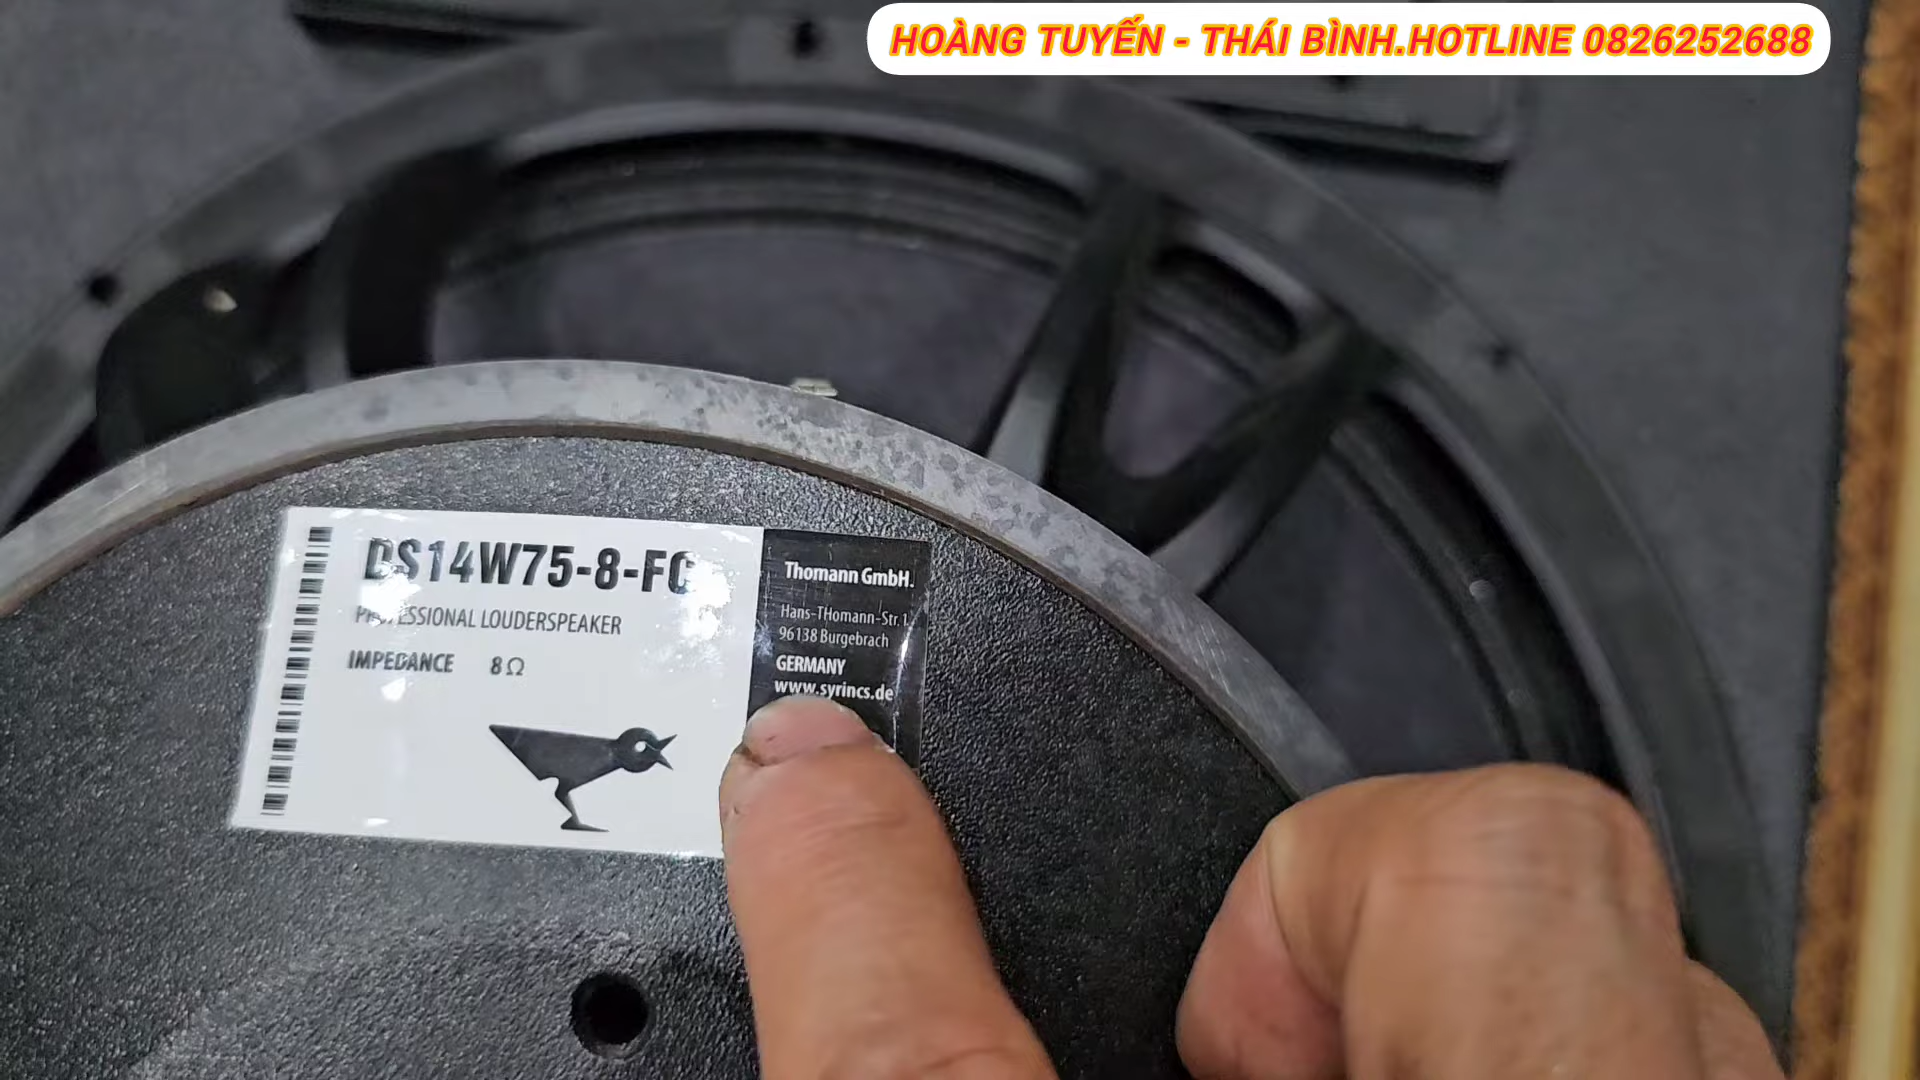 HOÀNG TUYẾN - THÁI BÌNH.HOTLINE 0826252688
DS14W75-8-FC
PROFESSIONAL LOUDERSPEAKER
IMPEDANCE 8Ω
Thomann GmbH.
Hans-THomann-Str.1
96138 Burgebrach
GERMANY
www.syrincs.de